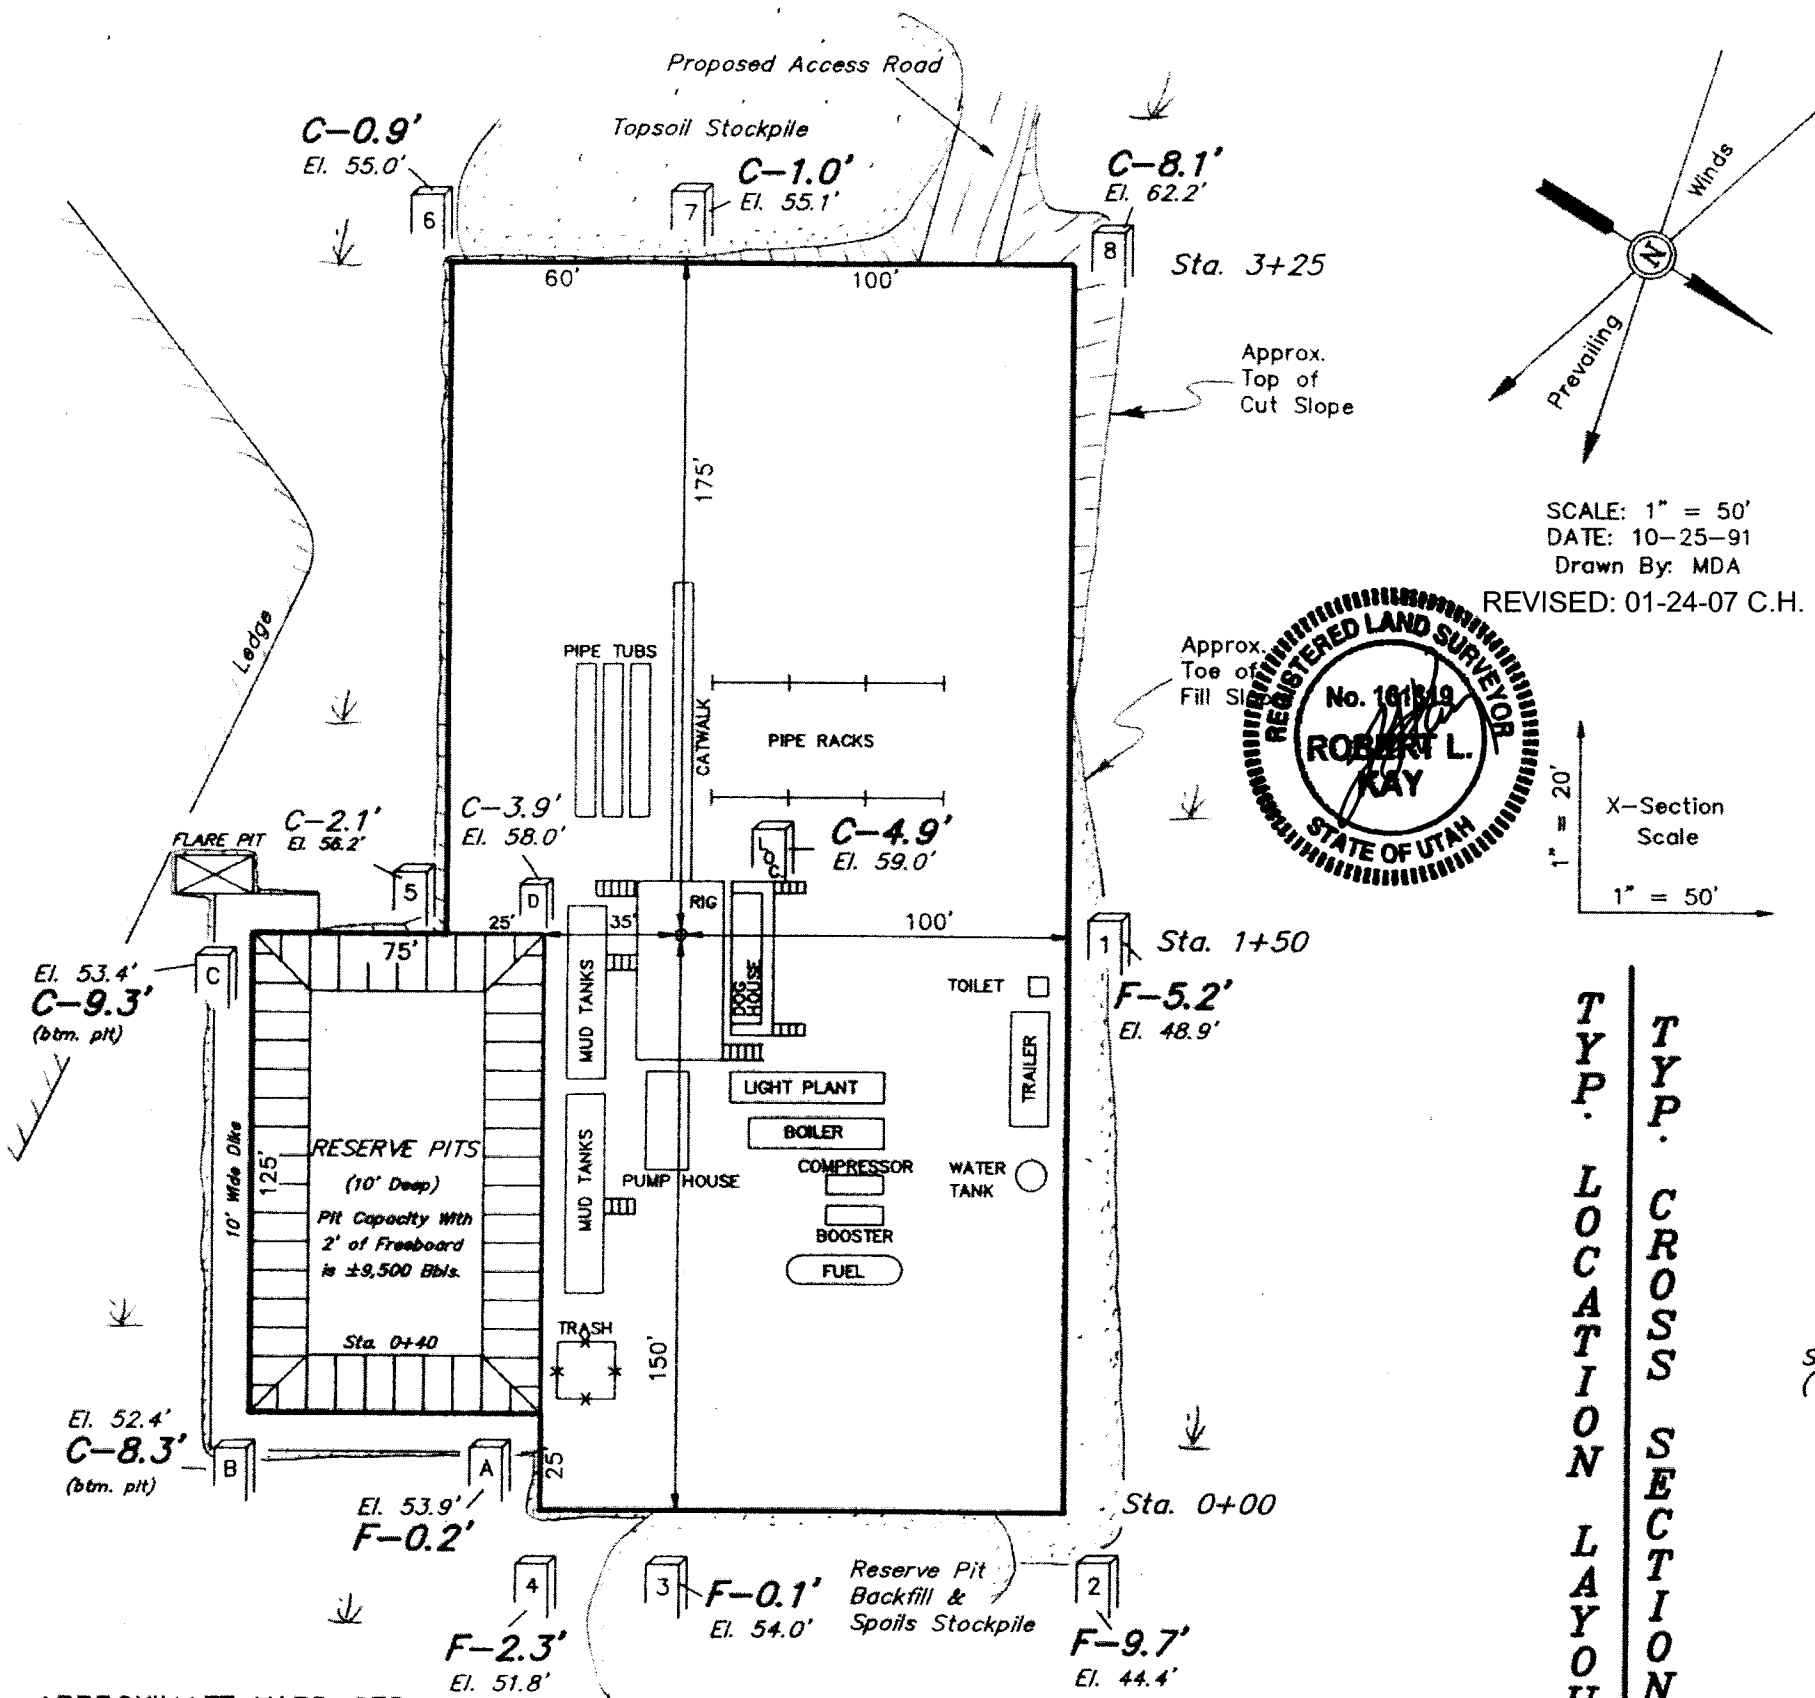 Proposed Access Road
Topsoil Stockpile
C-0.9'
El. 55.0'
6
7
C-1.0'
El. 55.1'
C-8.1'
El. 62.2'
8
Sta. 3+25
60'
100'
175'
Approx.
Top of
Cut Slope
Winds
N
Prevailing
SCALE: 1" = 50'
DATE: 10-25-91
Drawn By: MDA
REVISED: 01-24-07 C.H.
Ledge
Approx.
Toe of
Fill
REGISTERED LAND SURVEYOR
No.
ROBERT L.
KAY
STATE OF UTAH
1" = 20'
X-Section
Scale
1" = 50'
PIPE TUBS
CATWALK
PIPE RACKS
C-2.1'
El. 56.2'
5
C-3.9'
El. 58.0'
D
LOC.
C-4.9'
El. 59.0'
FLARE PIT
RIG
25'
35'
100'
75'
1
Sta. 1+50
F-5.2'
El. 48.9'
El. 53.4'
C-9.3'
(btm. pit)
C
MUD TANKS
DOG HOUSE
TOILET
TRAILER
LIGHT PLANT
BOILER
COMPRESSOR
BOOSTER
FUEL
WATER
TANK
PUMP HOUSE
MUD TANKS
10' Wide Dike
125'
RESERVE PITS
(10' Deep)
Pit Capacity With
2' of Freeboard
is ±9,500 Bbls.
Sta. 0+40
TRASH
150'
25'
El. 52.4'
C-8.3'
(btm. pit)
B
A
El. 53.9'
F-0.2'
Sta. 0+00
4
F-2.3'
El. 51.8'
3
F-0.1'
El. 54.0'
Reserve Pit
Backfill &
Spoils Stockpile
2
F-9.7'
El. 44.4'
TYP. CROSS SECTION
TYP. LOCATION LAYOU